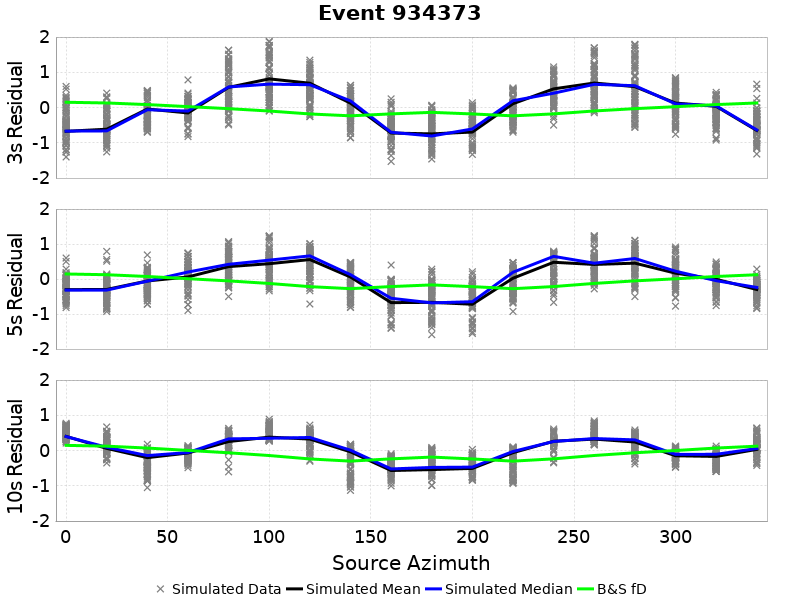 Event 934373
3s Residual
2
1
0
-1
-2
5s Residual
2
1
0
-1
-2
10s Residual
2
1
0
-1
-2
0 50 100 150 200 250 300
Source Azimuth
Simulated Data Simulated Mean Simulated Median B&S fD